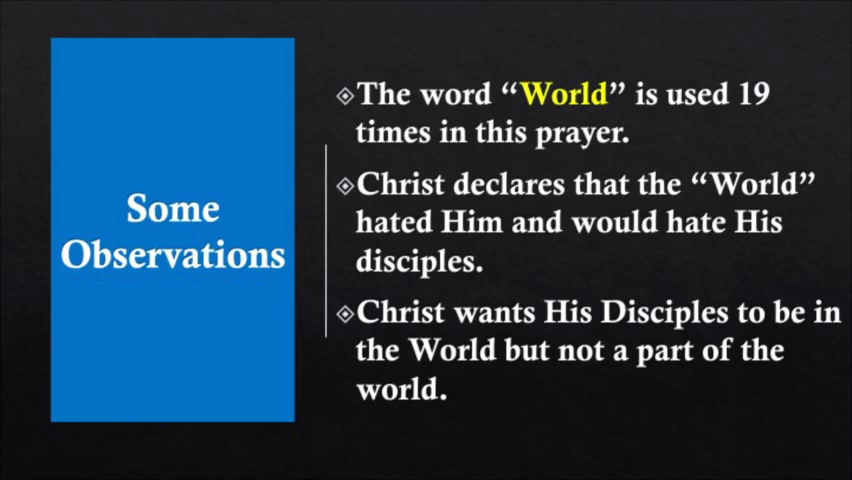 Some
Observations
The word “World” is used 19
times in this prayer.
Christ declares that the “World”
hated Him and would hate His
disciples.
Christ wants His Disciples to be in
the World but not a part of the
world.